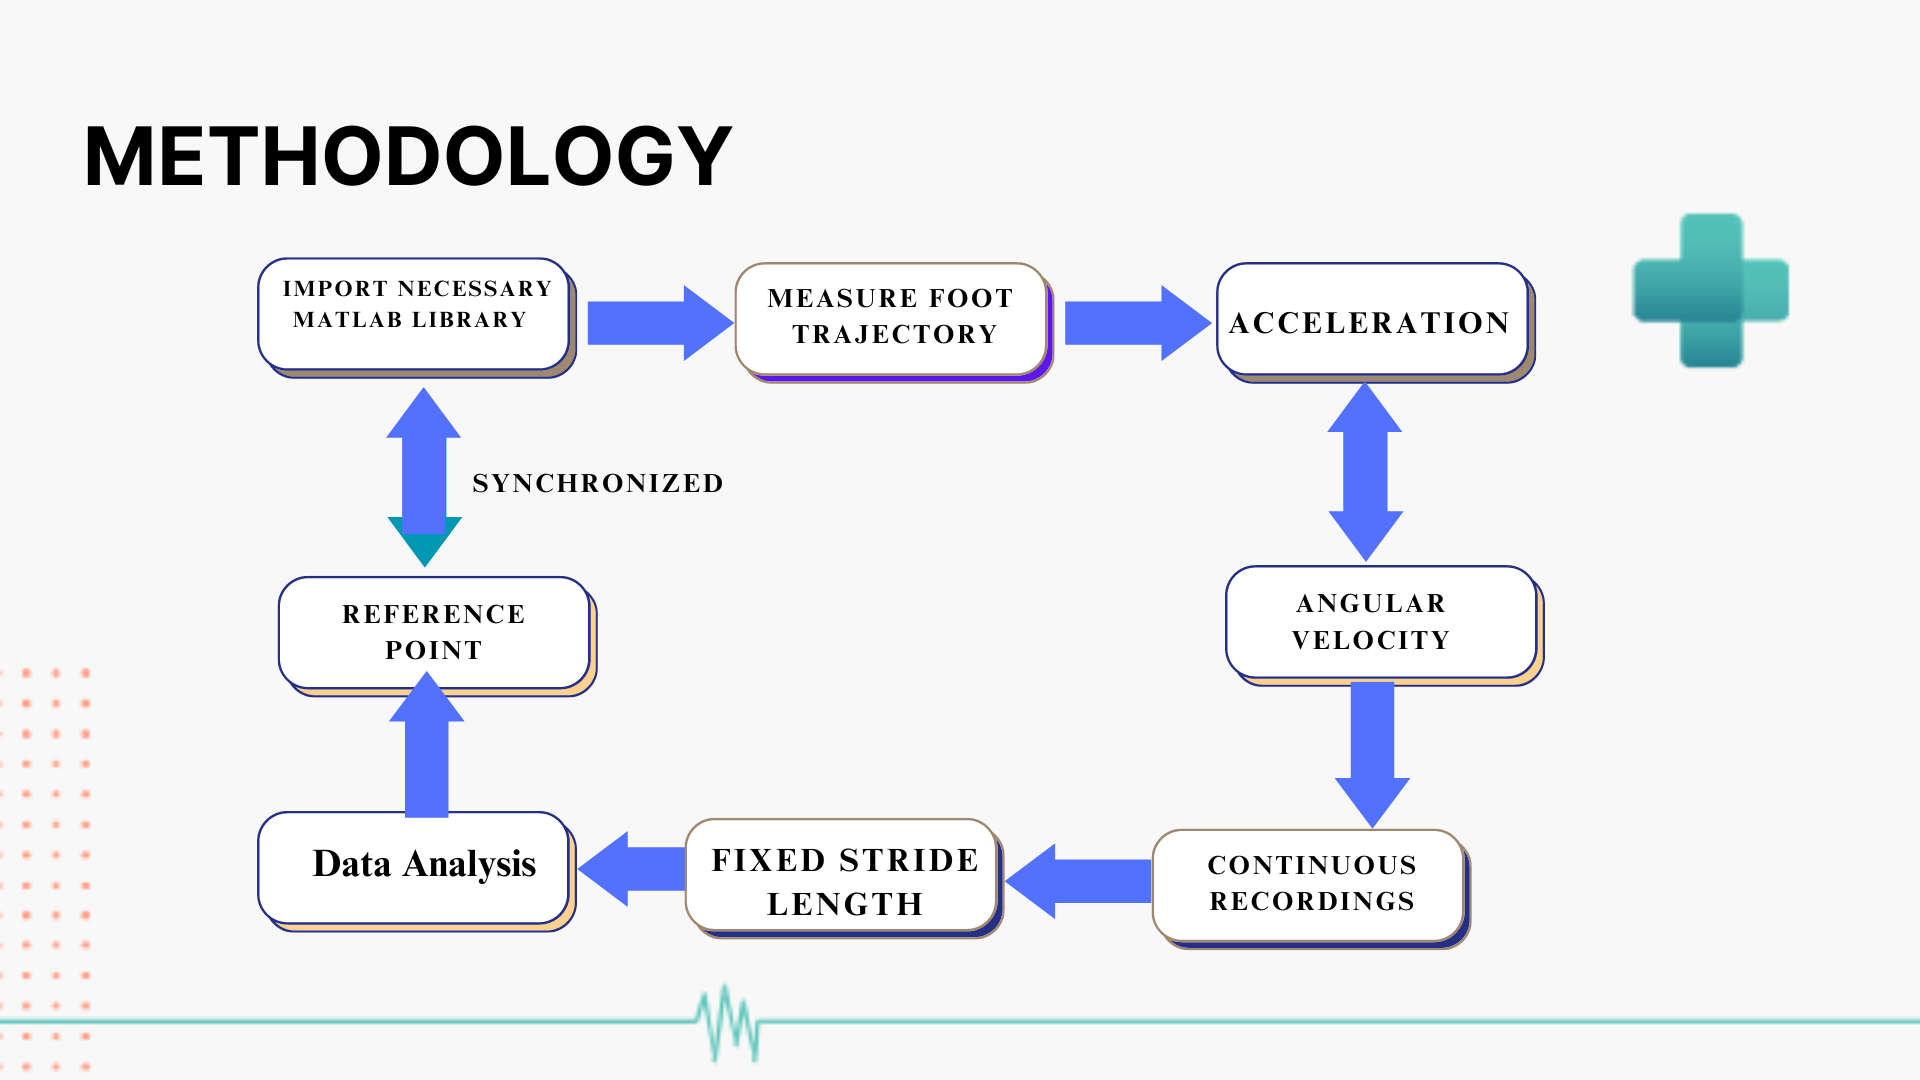 METHODOLOGY
IMPORT NECESSARY
MATLAB LIBRARY
MEASURE FOOT
TRAJECTORY
ACCELERATION
SYNCHRONIZED
REFERENCE
POINT
ANGULAR
VELOCITY
Data Analysis
FIXED STRIDE
LENGTH
CONTINUOUS
RECORDINGS